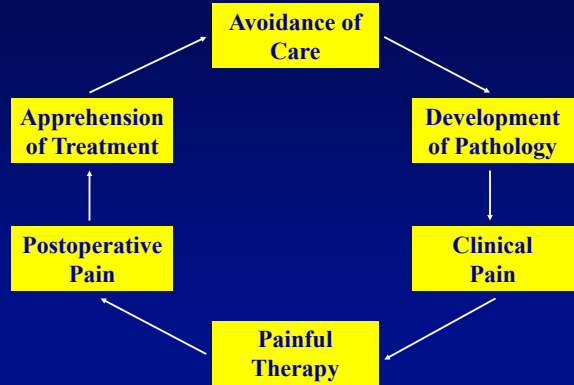 Avoidance of
Care
Apprehension
of Treatment
Development
of Pathology
Postoperative
Pain
Clinical
Pain
Painful
Therapy